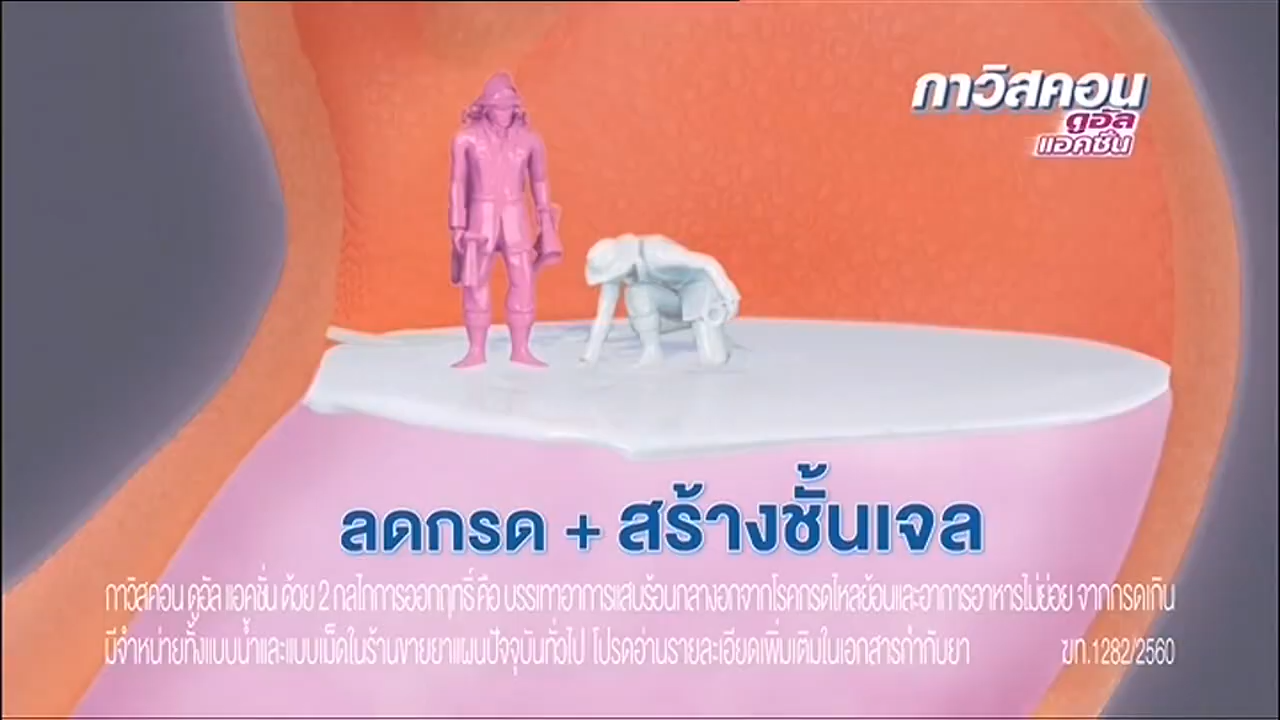 กาวิสคอน
ดูอัล
แอคชั่น
ลดกรด + สร้างชั้นเจล
กาวิสคอน ดูอัล แอคชั่น ด้วย 2 กลไกการออกฤทธิ์ คือ บรรเทาอาการแสบร้อนกลางอกจากโรคกรดไหลย้อนและอาการอาหารไม่ย่อย จากกรดเกิน
มีจำหน่ายทั้งแบบน้ำและแบบเม็ดในร้านขายยาแผนปัจจุบันทั่วไป โปรดอ่านรายละเอียดเพิ่มเติมในเอกสารกำกับยา ฆท.1282/2560